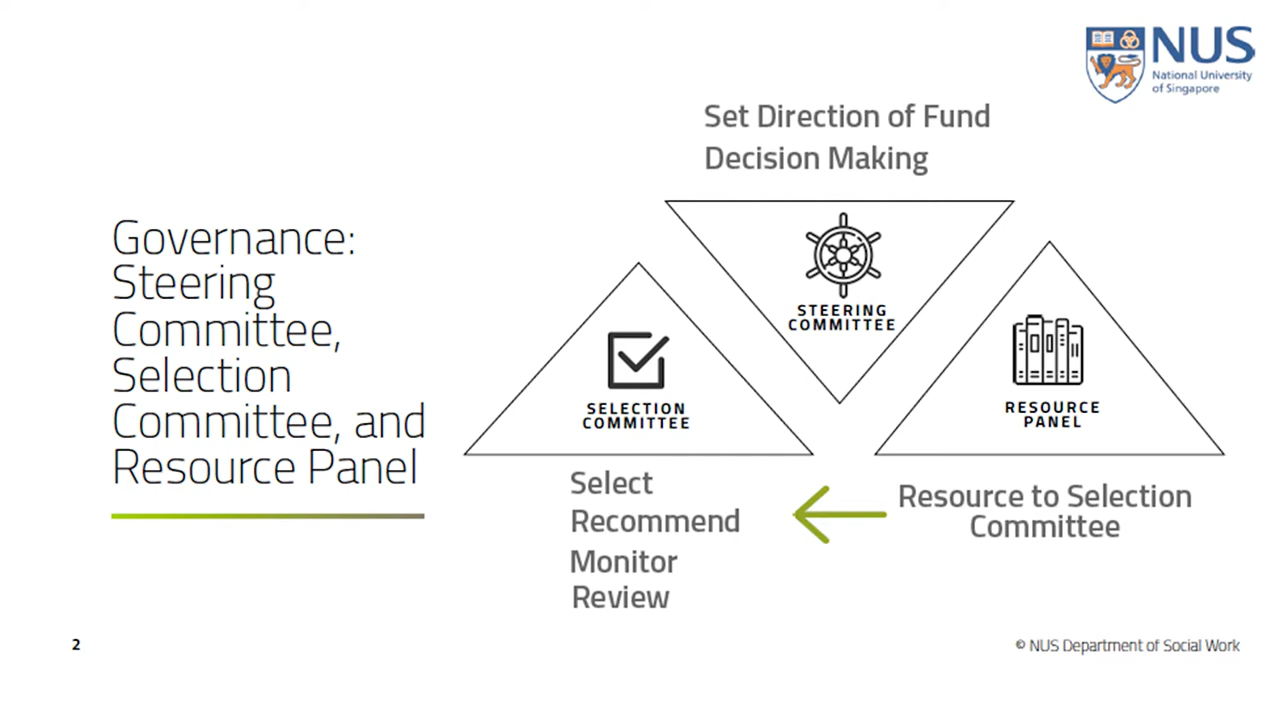 NUS
National University
of Singapore
Governance:
Steering
Committee,
Selection
Committee, and
Resource Panel
Set Direction of Fund
Decision Making
STEERING
COMMITTEE
SELECTION
COMMITTEE
RESOURCE
PANEL
Select
Recommend
Monitor
Review
Resource to Selection
Committee
2
© NUS Department of Social Work